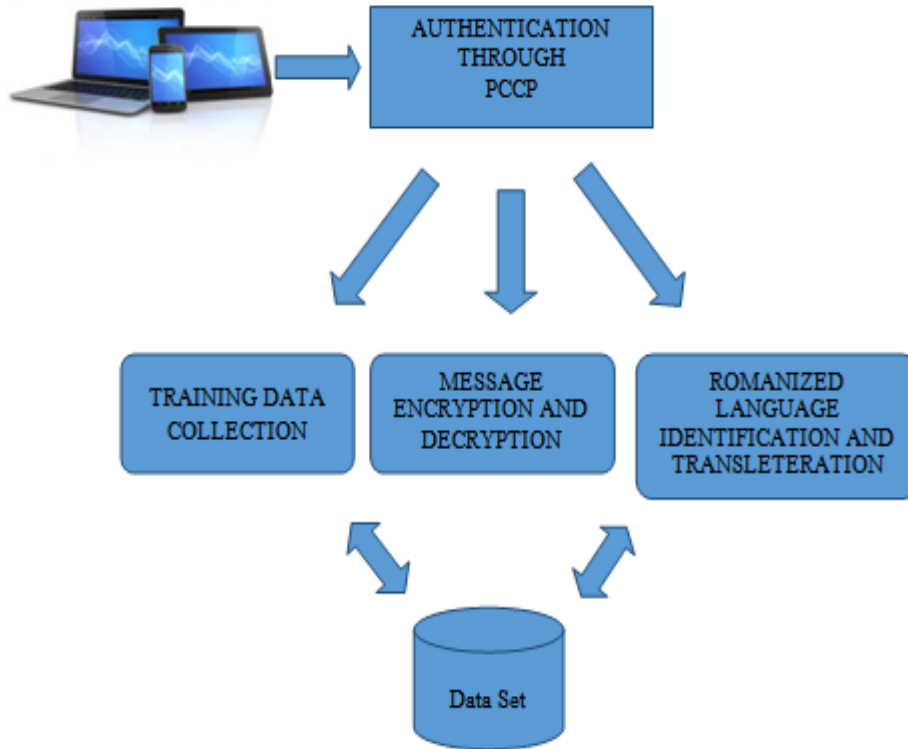 AUTHENTICATION
THROUGH
PCCP
TRAINING DATA
COLLECTION
MESSAGE
ENCRYPTION AND
DECRYPTION
ROMANIZED
LANGUAGE
IDENTIFICATION AND
TRANSLETERATION
Data Set